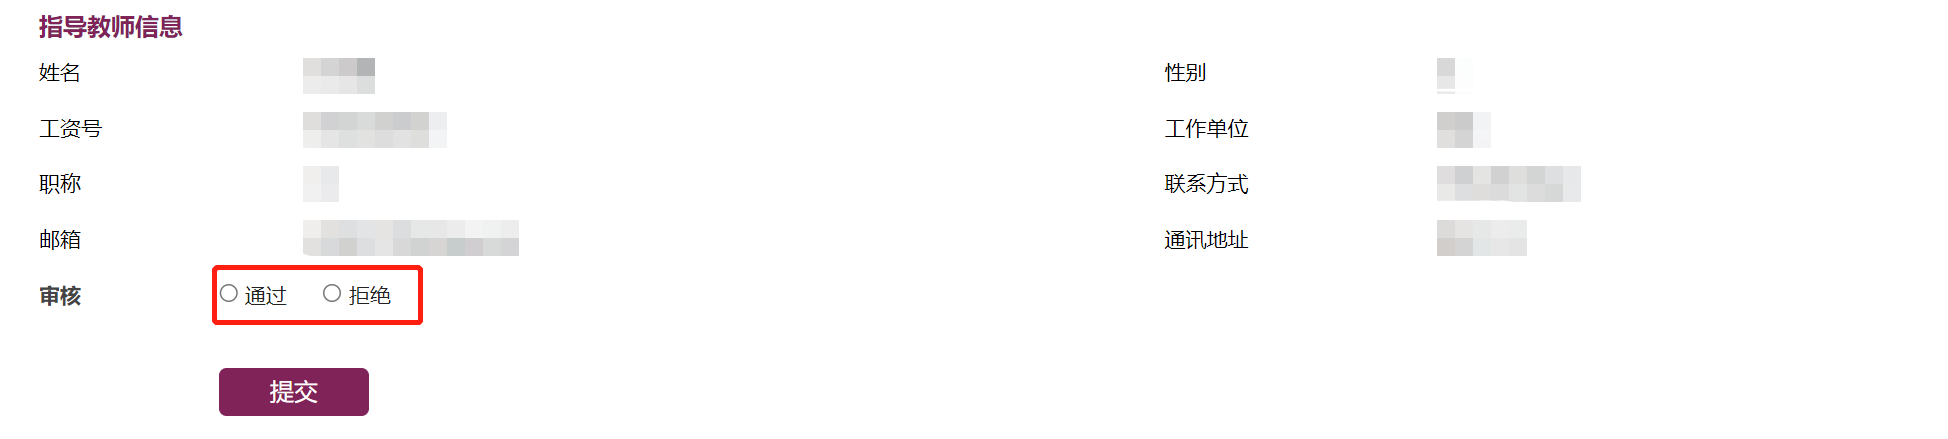 指导教师信息
姓名 性别
工资号 工作单位
职称 联系方式
邮箱 通讯地址
审核 通过 拒绝
提交